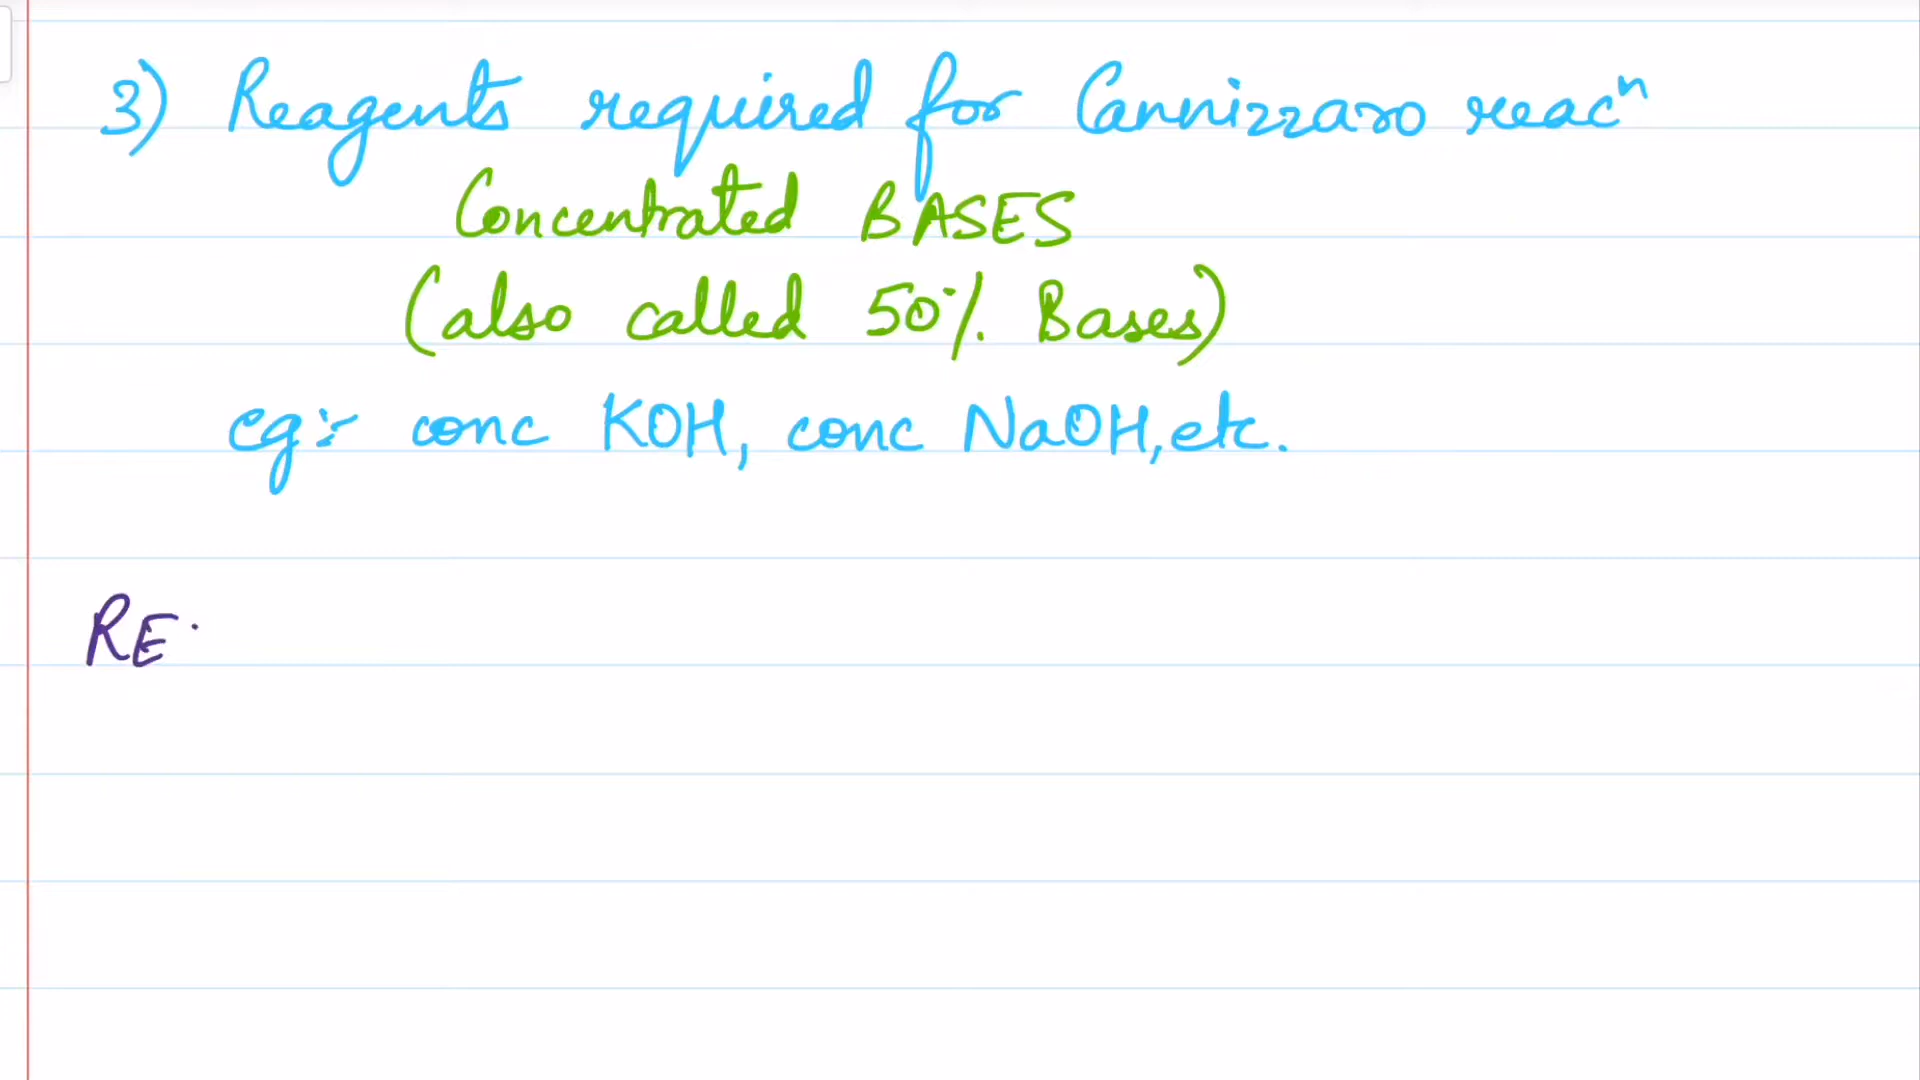 3) Reagents required for Cannizzaro reacⁿ
Concentrated BASES
(also called 50% Bases)
eg:- conc KOH, conc NaOH, etc.
RE